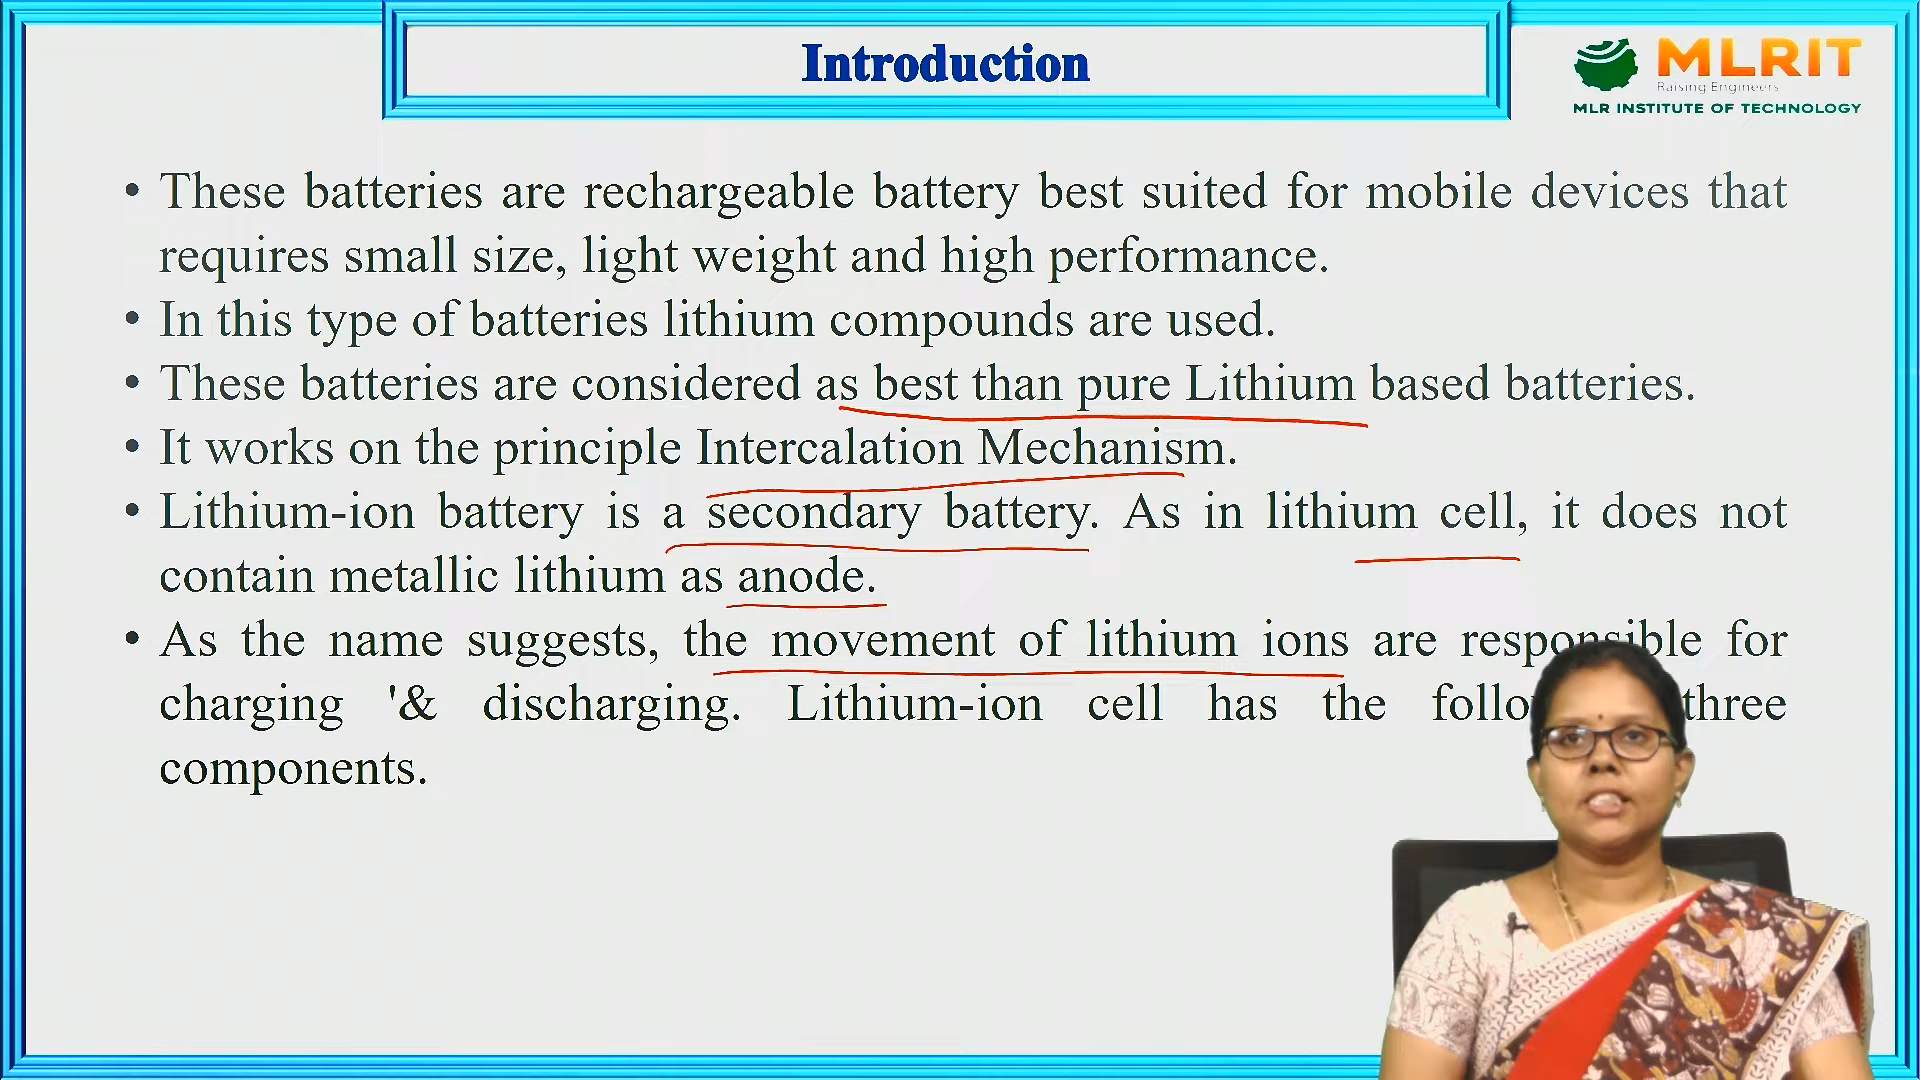 Introduction
MLRIT
Raising Engineers
MLR INSTITUTE OF TECHNOLOGY
• These batteries are rechargeable battery best suited for mobile devices that
requires small size, light weight and high performance.
• In this type of batteries lithium compounds are used.
• These batteries are considered as best than pure Lithium based batteries.
• It works on the principle Intercalation Mechanism.
• Lithium-ion battery is a secondary battery. As in lithium cell, it does not
contain metallic lithium as anode.
• As the name suggests, the movement of lithium ions are responsible for
charging '& discharging. Lithium-ion cell has the three
components.